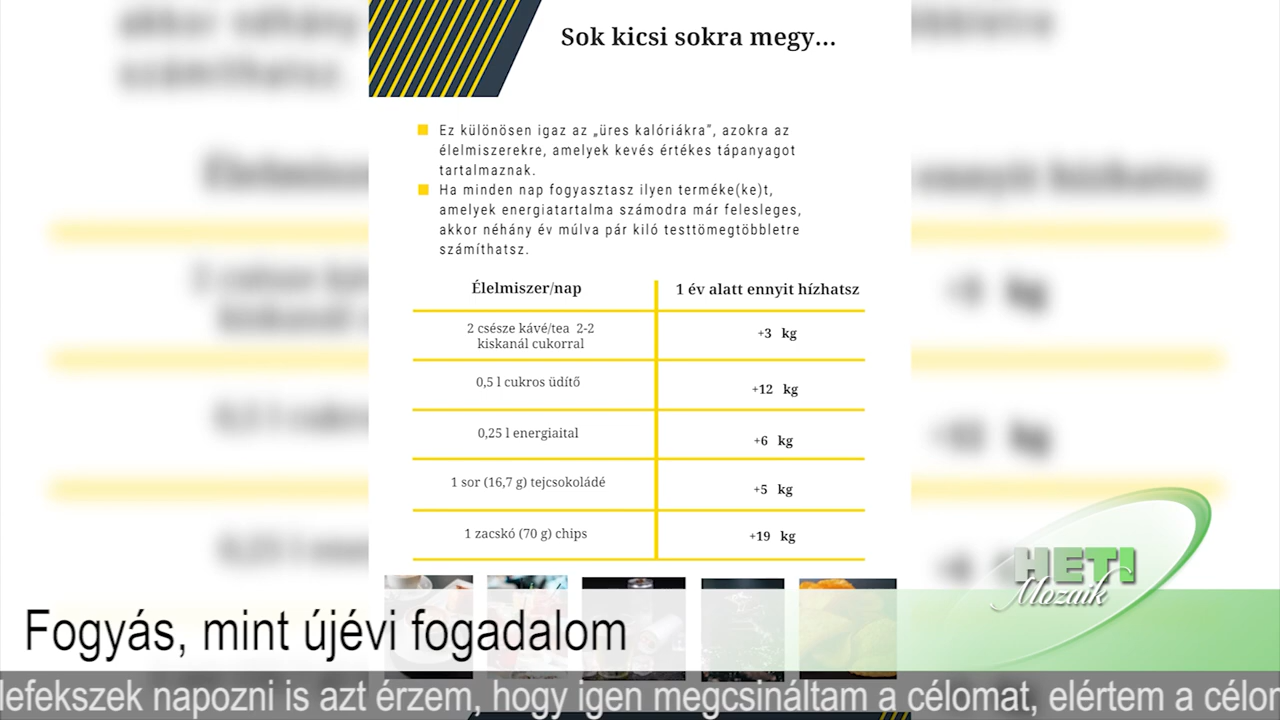 Sok kicsi sokra megy...
Ez különösen igaz az „üres kalóriákra”, azokra az
élelmiszerekre, amelyek kevés értékes tápanyagot
tartalmaznak.
Ha minden nap fogyasztasz ilyen terméke(ke)t,
amelyek energiatartalma számodra már felesleges,
akkor néhány év múlva pár kiló testtömegtöbbletre
számíthatsz.
Élelmiszer/nap 1 év alatt ennyit hízhatsz
2 csésze kávé/tea 2-2
kiskanál cukorral
+3 kg
0,5 l cukros üdítő
+12 kg
0,25 l energiaital
+6 kg
1 sor (16,7 g) tejcsokoládé
+5 kg
1 zacskó (70 g) chips
+19 kg
HETI
Mozaik
Fogyás, mint újévi fogadalom
lefekszek napozni is azt érzem, hogy igen megcsináltam a célomat, elértem a célom